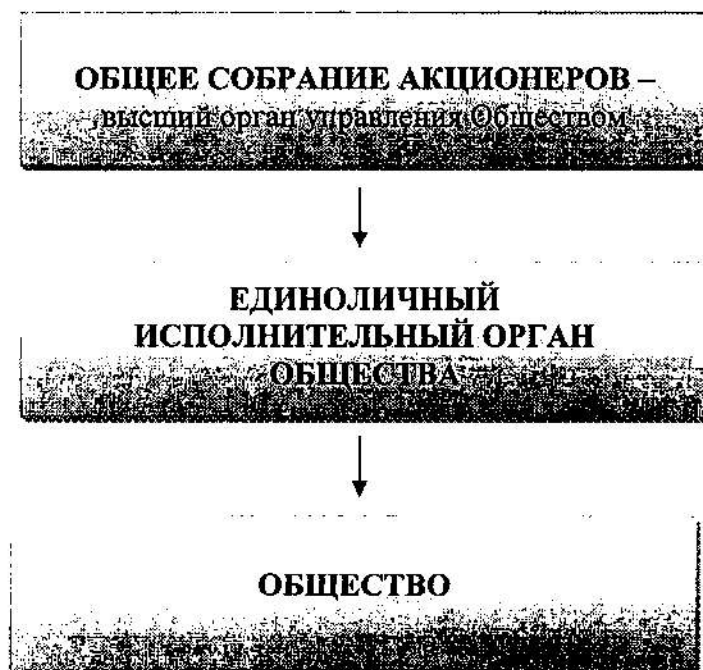 ОБЩЕЕ СОБРАНИЕ АКЦИОНЕРОВ –
высший орган управления Обществом
ЕДИНОЛИЧНЫЙ
ИСПОЛНИТЕЛЬНЫЙ ОРГАН
ОБЩЕСТВА
ОБЩЕСТВО